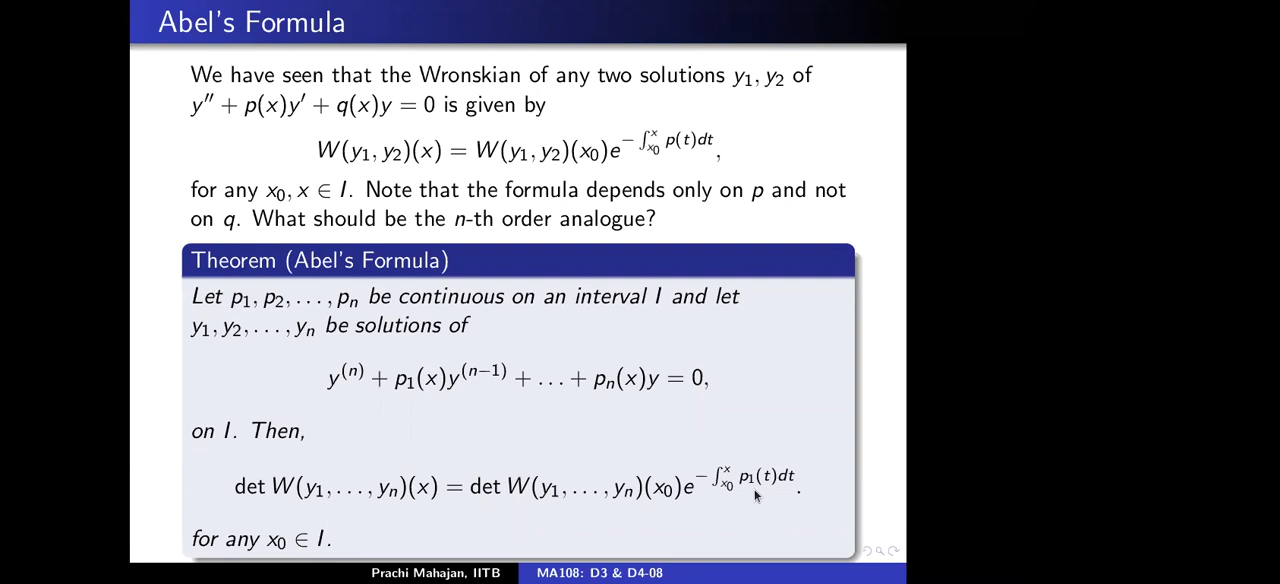 Abel's Formula
We have seen that the Wronskian of any two solutions y₁, y₂ of
y″ + p(x)y′ + q(x)y = 0 is given by
W(y₁, y₂)(x) = W(y₁, y₂)(x₀)e^{− ∫_{x₀}^{x} p(t)dt},
for any x₀, x ∈ I. Note that the formula depends only on p and not
on q. What should be the n-th order analogue?
Theorem (Abel's Formula)
Let p₁, p₂, . . . , pₙ be continuous on an interval I and let
y₁, y₂, . . . , yₙ be solutions of
y⁽ⁿ⁾ + p₁(x)y⁽ⁿ⁻¹⁾ + . . . + pₙ(x)y = 0,
on I. Then,
det W(y₁, . . . , yₙ)(x) = det W(y₁, . . . , yₙ)(x₀)e^{− ∫_{x₀}^{x} p₁(t)dt}.
for any x₀ ∈ I.
Prachi Mahajan, IITB MA108: D3 & D4-08